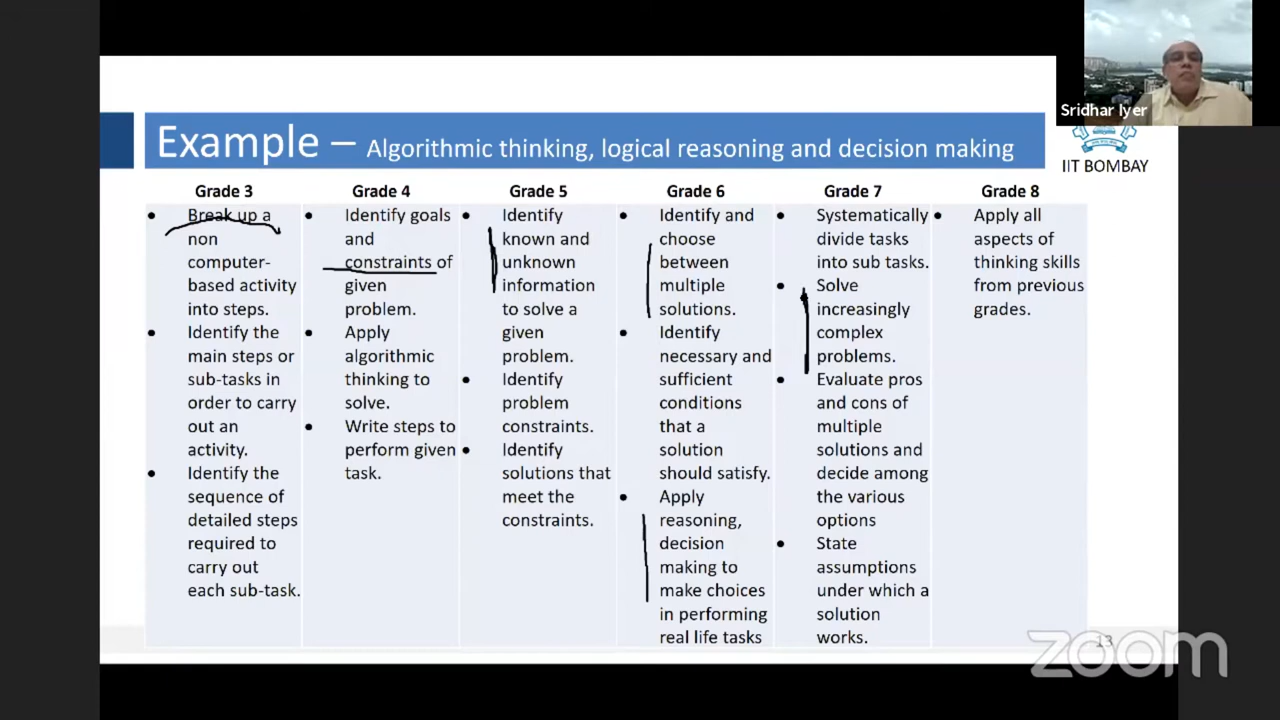 Sridhar Iyer
Example – Algorithmic thinking, logical reasoning and decision making
IIT BOMBAY
Grade 3
• Break up a
non
computer-
based activity
into steps.
• Identify the
main steps or
sub-tasks in
order to carry
out an
activity.
• Identify the
sequence of
detailed steps
required to
carry out
each sub-task.
Grade 4
• Identify goals
and
constraints of
given
problem.
• Apply
algorithmic
thinking to
solve.
• Write steps to
perform given
task.
Grade 5
• Identify
known and
unknown
information
to solve a
given
problem.
• Identify
problem
constraints.
• Identify
solutions that
meet the
constraints.
Grade 6
• Identify and
choose
between
multiple
solutions.
• Identify
necessary and
sufficient
conditions
that a
solution
should satisfy.
• Apply
reasoning,
decision
making to
make choices
in performing
real life tasks
Grade 7
• Systematically
divide tasks
into sub tasks.
• Solve
increasingly
complex
problems.
• Evaluate pros
and cons of
multiple
solutions and
decide among
the various
options
• State
assumptions
under which a
solution
works.
Grade 8
• Apply all
aspects of
thinking skills
from previous
grades.
13
zoom